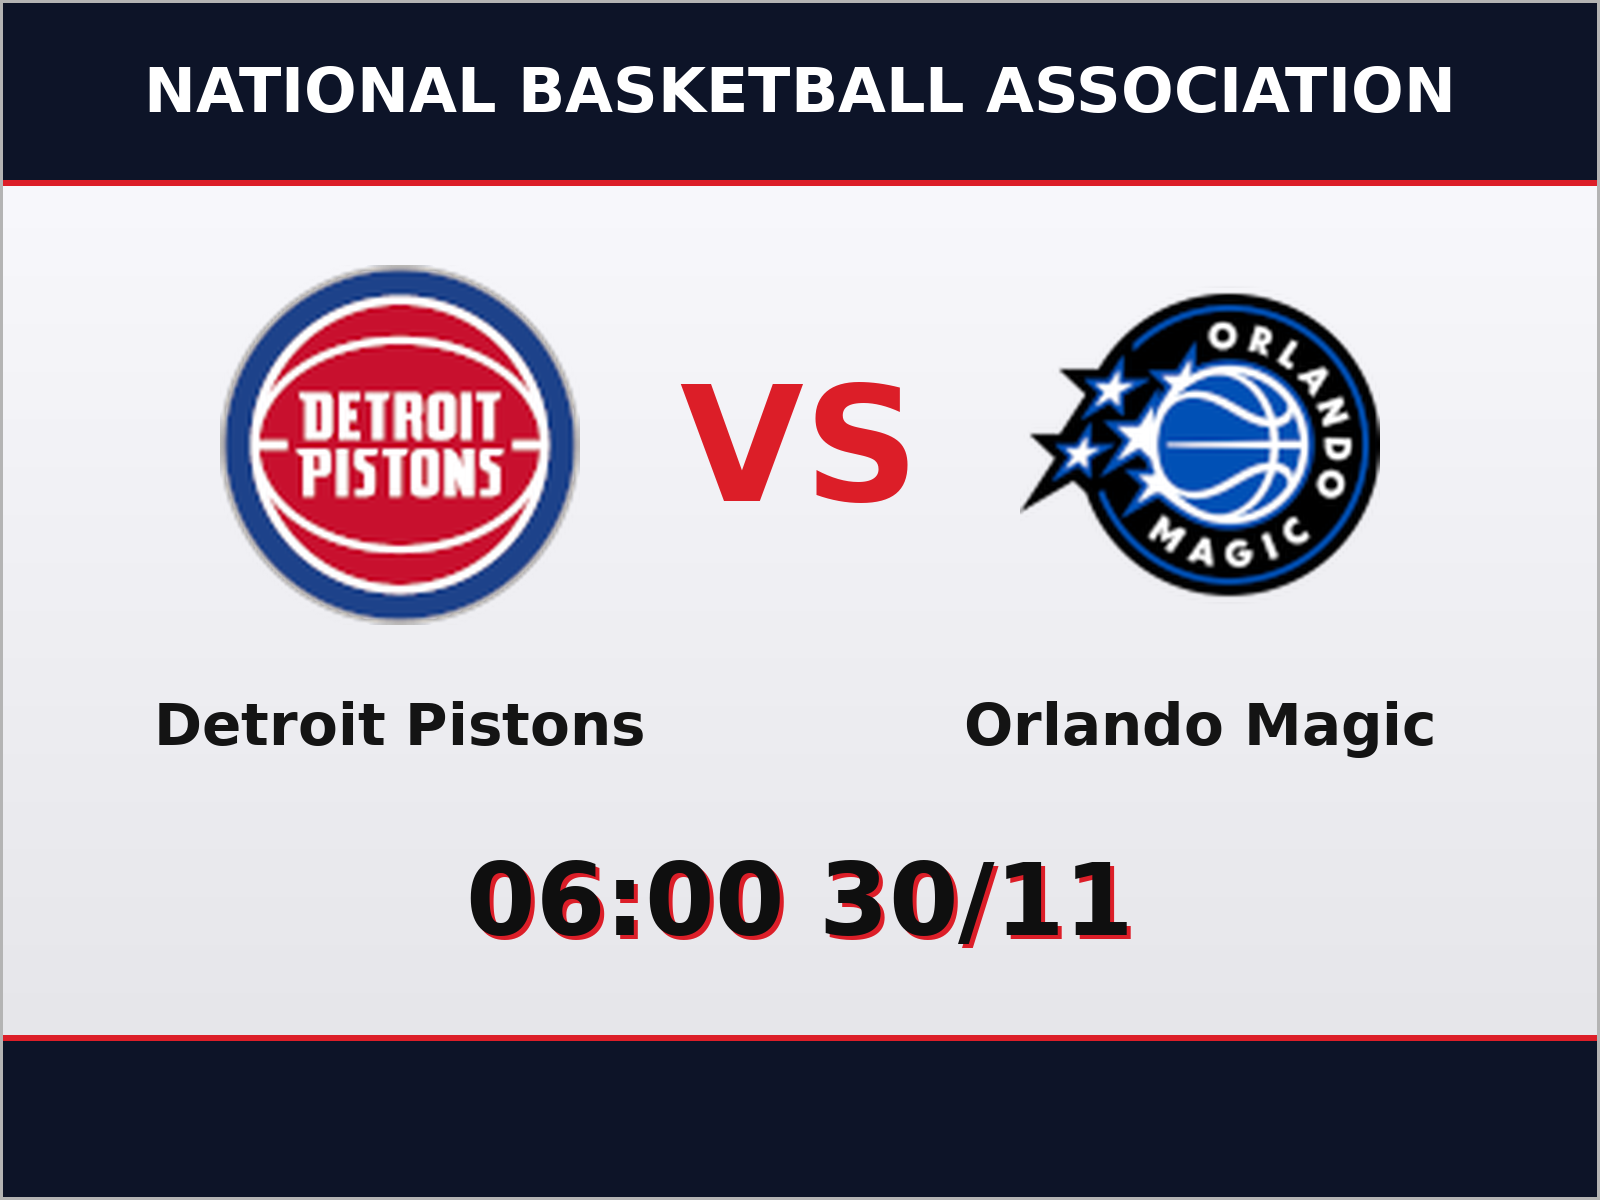 NATIONAL BASKETBALL ASSOCIATION
DETROIT
PISTONS
VS
ORLANDO
MAGIC
Detroit Pistons
Orlando Magic
06:00 30/11